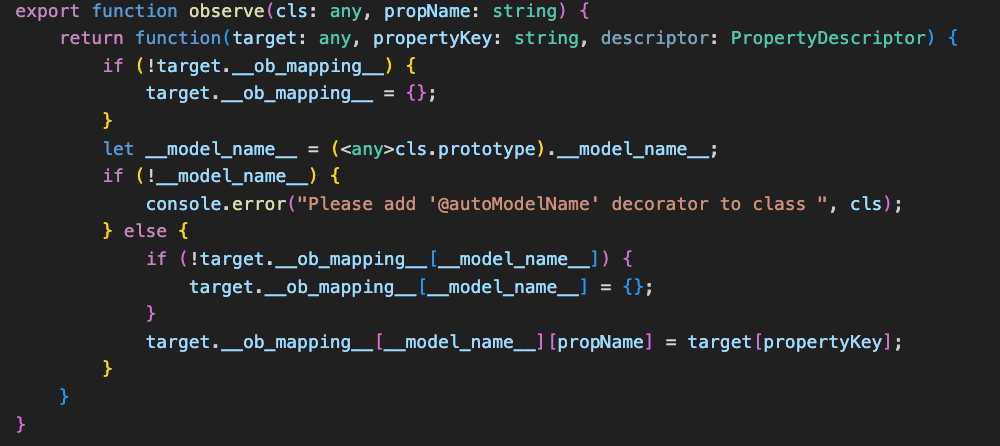 export function observe(cls: any, propName: string) {
    return function(target: any, propertyKey: string, descriptor: PropertyDescriptor) {
        if (!target.__ob_mapping__) {
            target.__ob_mapping__ = {};
        }
        let __model_name__ = (<any>cls.prototype).__model_name__;
        if (!__model_name__) {
            console.error("Please add '@autoModelName' decorator to class ", cls);
        } else {
            if (!target.__ob_mapping__[__model_name__]) {
                target.__ob_mapping__[__model_name__] = {};
            }
            target.__ob_mapping__[__model_name__][propName] = target[propertyKey];
        }
    }
}